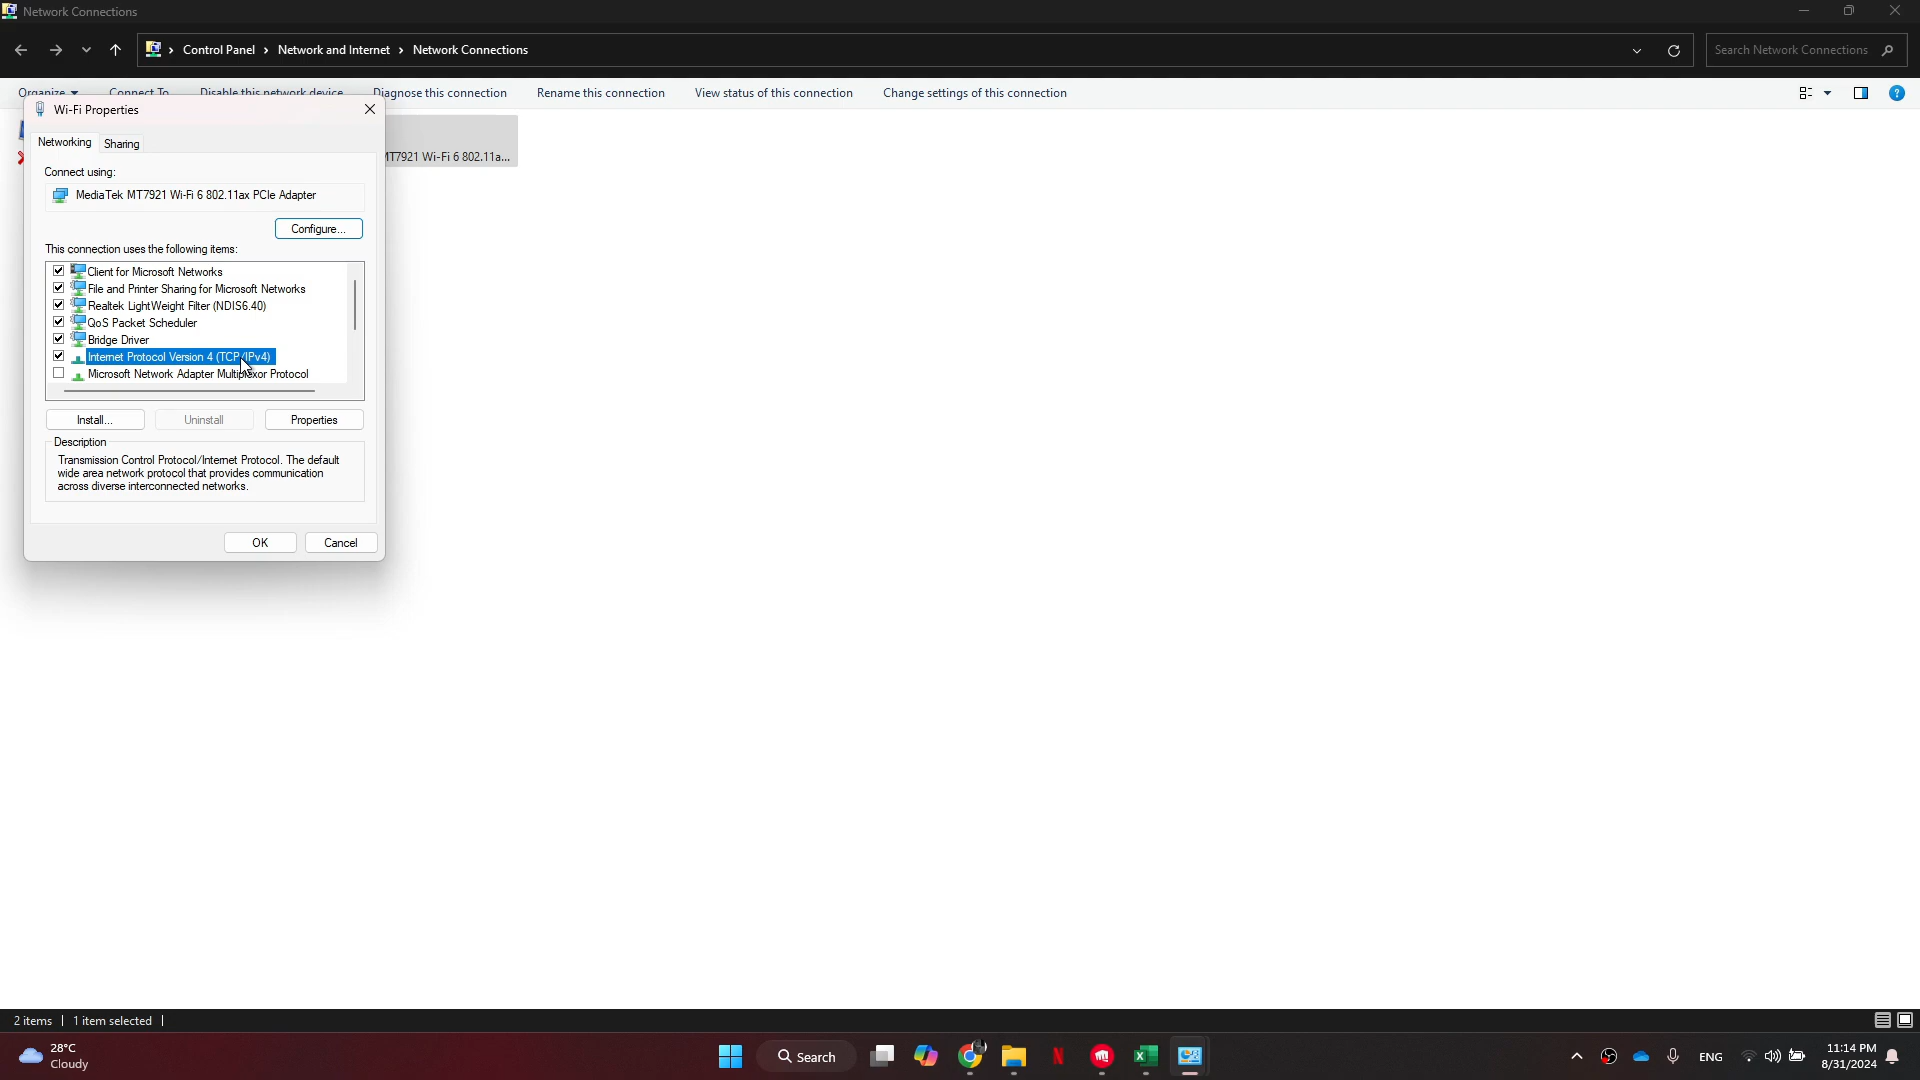 Network Connections
Control Panel > Network and Internet > Network Connections
Search Network Connections
Organize Connect To Disable this network device Diagnose this connection Rename this connection View status of this connection Change settings of this connection
Wi-Fi Properties
MT7921 Wi-Fi 6 802.11a...
Networking Sharing
Connect using:
MediaTek MT7921 Wi-Fi 6 802.11ax PCIe Adapter
Configure...
This connection uses the following items:
Client for Microsoft Networks
File and Printer Sharing for Microsoft Networks
Realtek LightWeight Filter (NDIS6.40)
QoS Packet Scheduler
Bridge Driver
Internet Protocol Version 4 (TCP/IPv4)
Microsoft Network Adapter Multiplexor Protocol
Install... Uninstall Properties
Description
Transmission Control Protocol/Internet Protocol. The default
wide area network protocol that provides communication
across diverse interconnected networks.
OK Cancel
2 items 1 item selected
28°C
Cloudy
Search
ENG
11:14 PM
8/31/2024